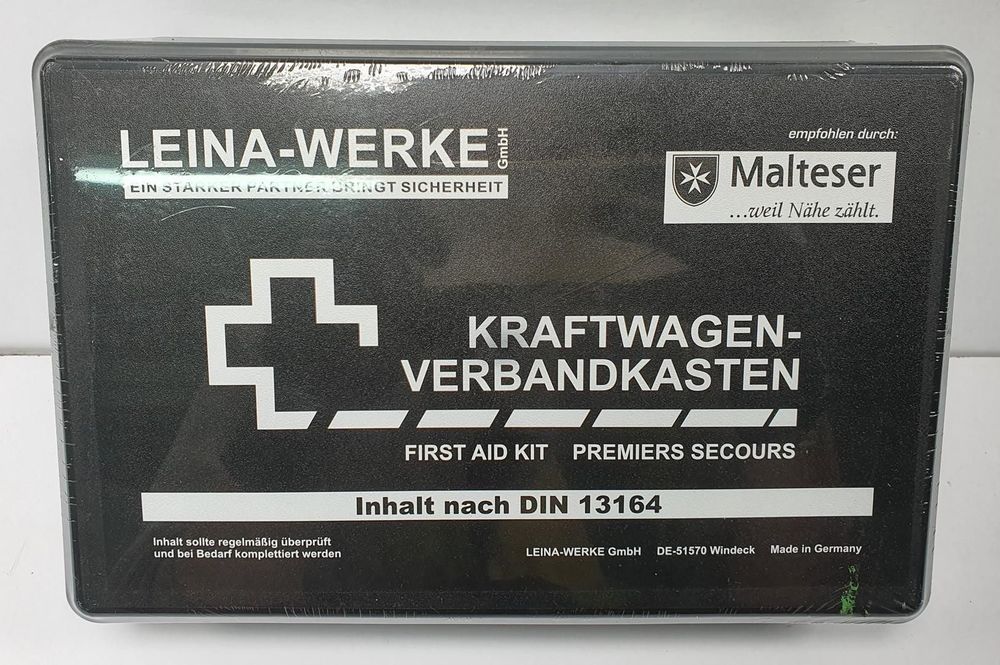 LEINA-WERKE GmbH
EIN STARKER PARTNER BRINGT SICHERHEIT
empfohlen durch:
Malteser
...weil Nähe zählt.
KRAFTWAGEN-
VERBANDKASTEN
FIRST AID KIT PREMIERS SECOURS
Inhalt nach DIN 13164
Inhalt sollte regelmäßig überprüft
und bei Bedarf komplettiert werden
LEINA-WERKE GmbH DE-51570 Windeck Made in Germany